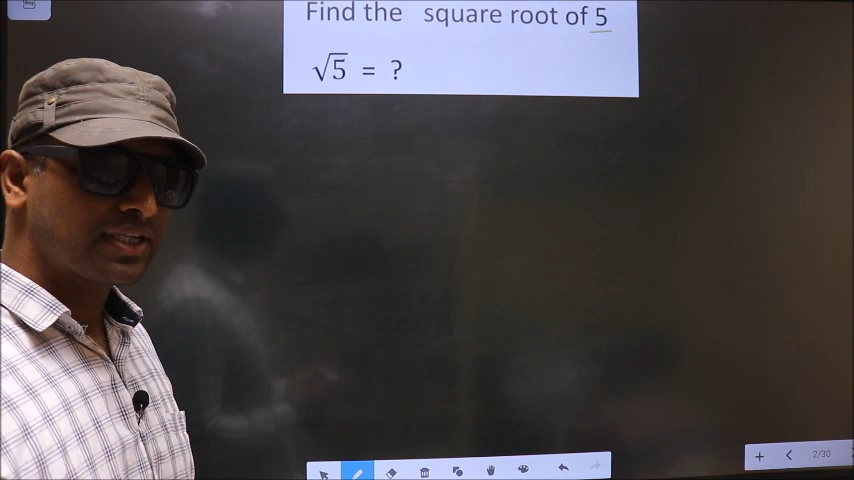 Find the square root of 5
√5 = ?
2/30